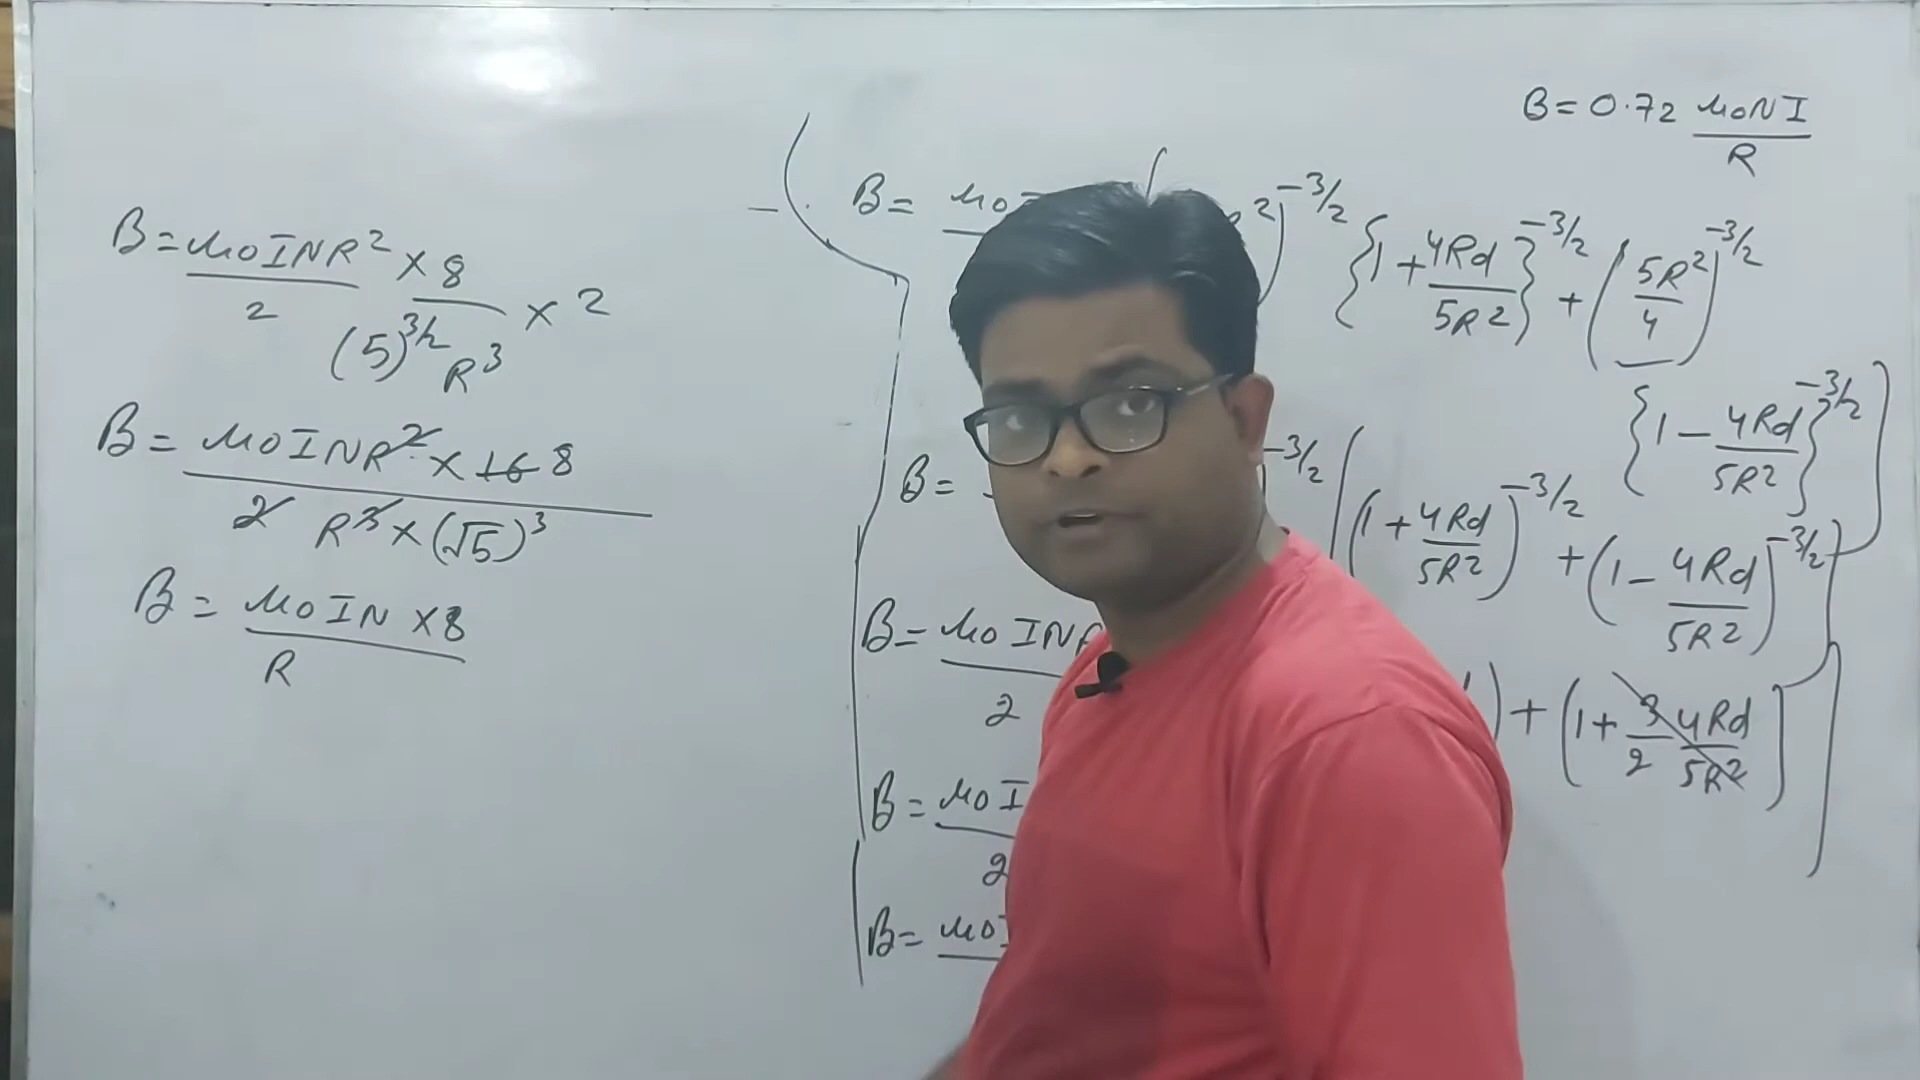 B = μ0INR² × 8 / 2 (5)^3/2 R³ × 2
B = μ0INR² × 16 8 / 2 R³ × (√5)³
B = μ0IN × 8 / R
B = 0.72 μ0NI / R
B = μ0 ²)^-3/2 {1 + 4Rd / 5R²}^-3/2 + (5R² / 4)^-3/2
{1 - 4Rd / 5R²}^-3/2
B = ^-3/2 (1 + 4Rd / 5R²)^-3/2 + (1 - 4Rd / 5R²)^-3/2
B = μ0IN / 2 ) + (1 + 3 / 2 4Rd / 5R²)
B = μ0I / 2
B = μ0I